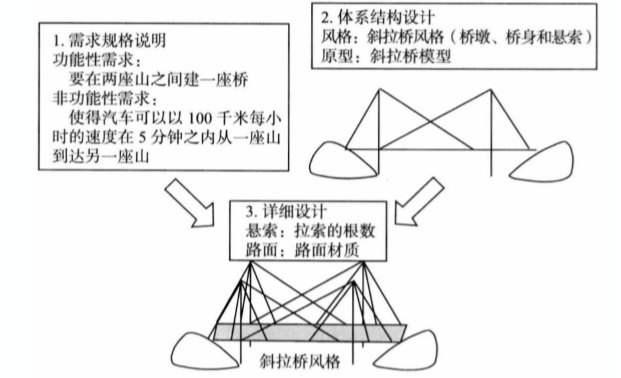 1. 需求规格说明
功能性需求：
要在两座山之间建一座桥
非功能性需求：
使得汽车可以以 100 千米每小
时的速度在 5 分钟之内从一座山
到达另一座山
2. 体系结构设计
风格：斜拉桥风格（桥墩、桥身和悬索）
原型：斜拉桥模型
3. 详细设计
悬索：拉索的根数
路面：路面材质
斜拉桥风格